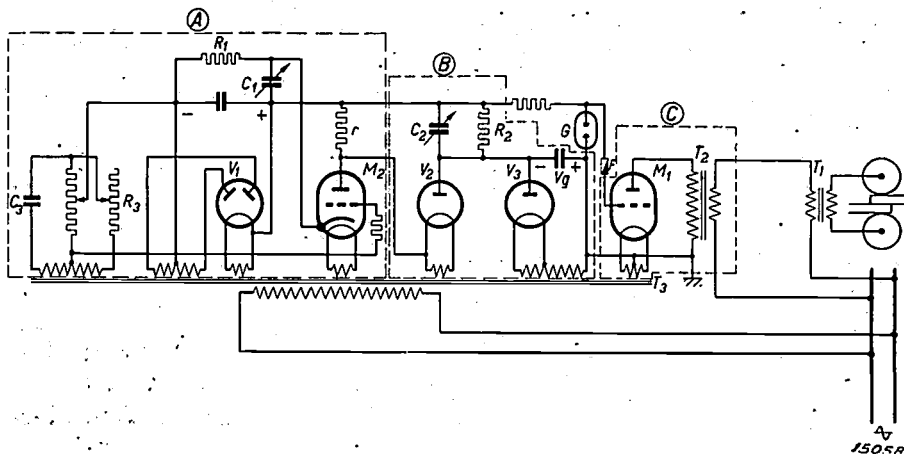 A
R₁
C₁
B
C
r
C₂
R₂
G
T₂
T₁
M₂
V₁
V₂
V₃
M₁
C₃
R₃
−
+
−
+
Vg
T₃
15058